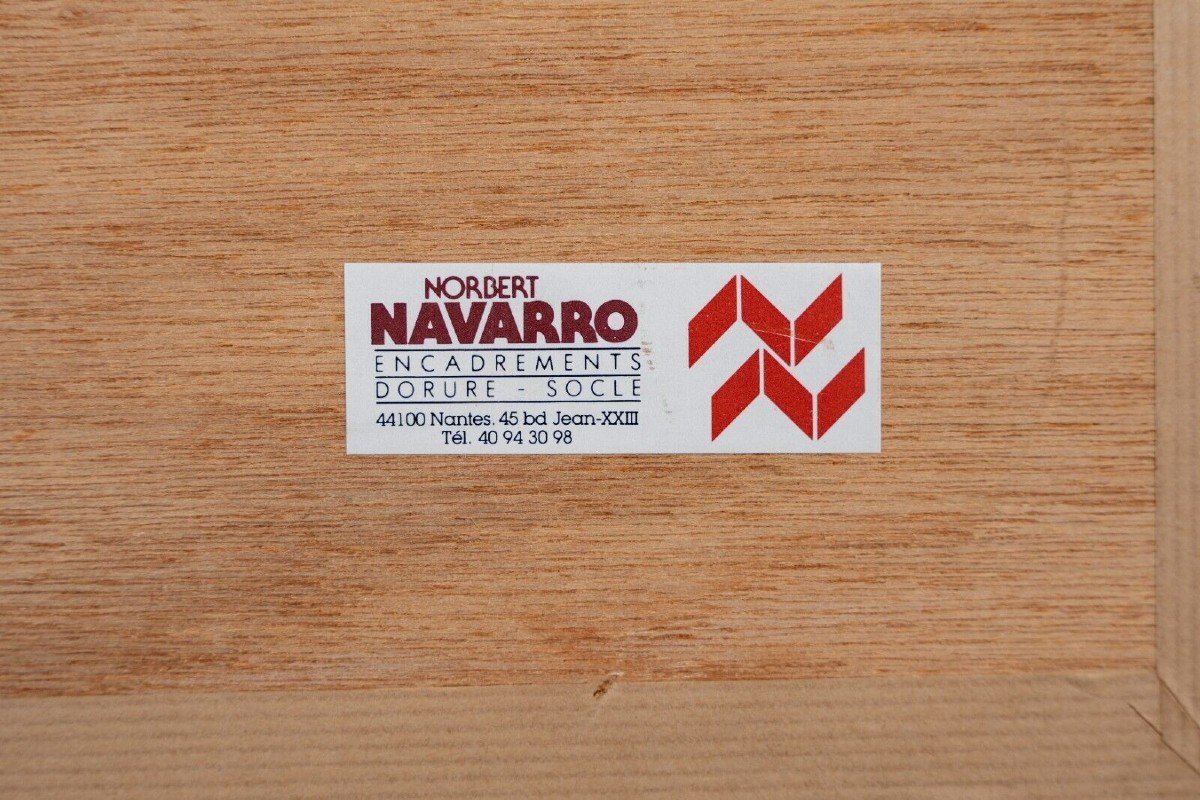 NORBERT
NAVARRO
ENCADREMENTS
DORURE - SOCLE
44100 Nantes. 45 bd Jean-XXIII
Tél. 40 94 30 98